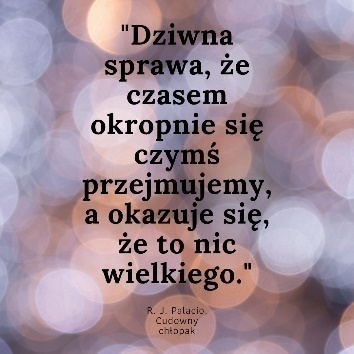 "Dziwna
sprawa, że
czasem
okropnie się
czymś
przejmujemy,
a okazuje się,
że to nic
wielkiego."
R. J. Palacio,
Cudowny
chłopak